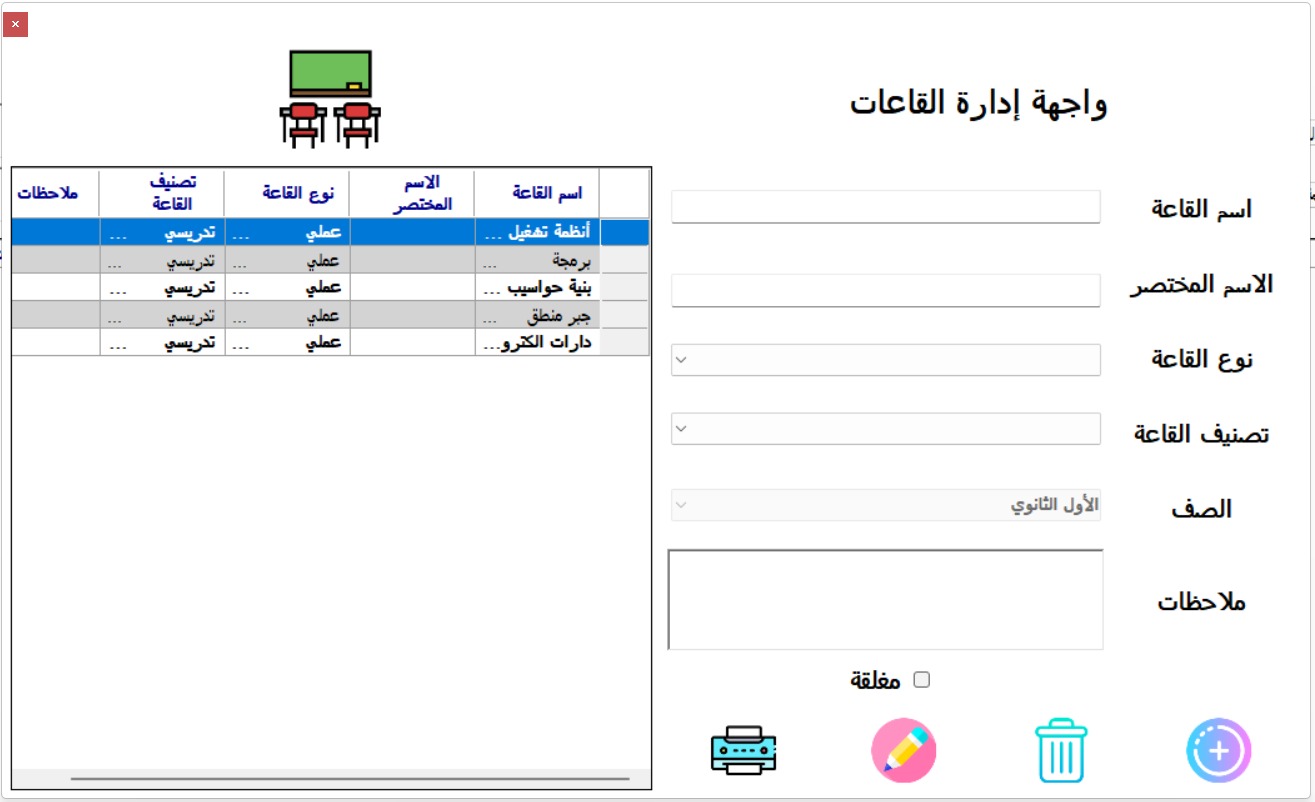 واجهة إدارة القاعات
اسم القاعة
الاسم المختصر
نوع القاعة
تصنيف القاعة
الصف
الأول الثانوي
ملاحظات
مغلقة
اسم القاعة الاسم المختصر نوع القاعة تصنيف القاعة ملاحظات
أنظمة تشغيل ... عملي ... تدريسي ...
برمجة ... عملي ... تدريسي ...
بنية حواسيب ... عملي ... تدريسي ...
جبر منطق ... عملي ... تدريسي ...
دارات الكترو... عملي ... تدريسي ...